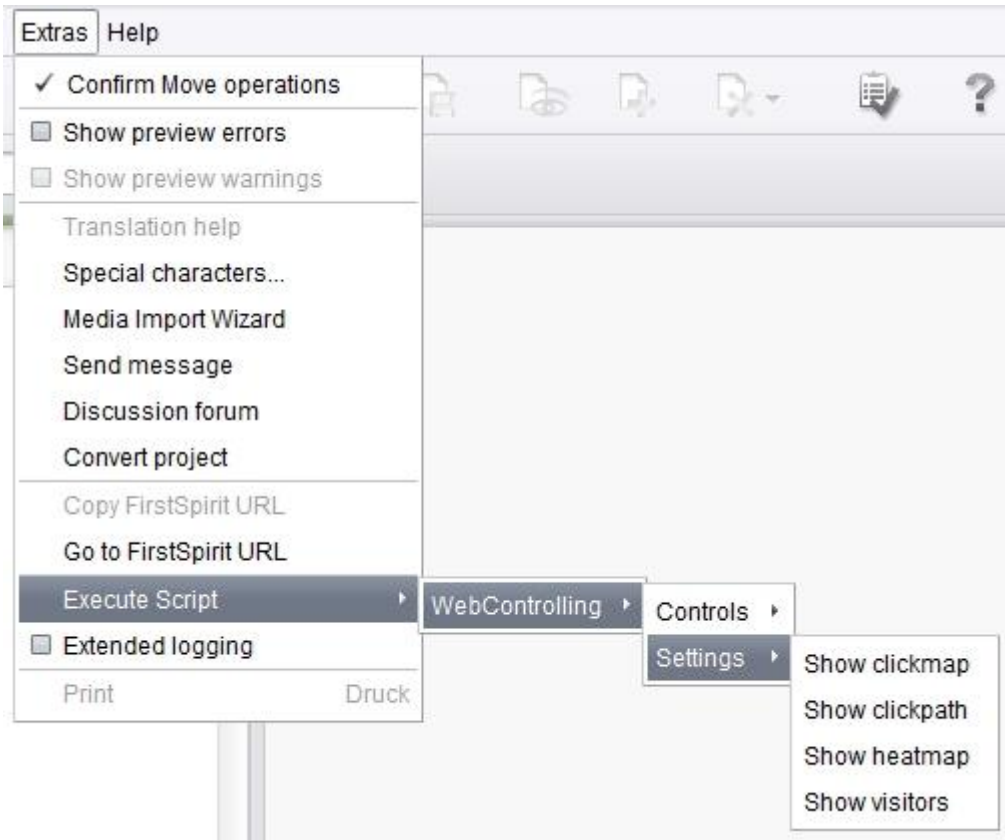 Extras Help
✓ Confirm Move operations
Show preview errors
Show preview warnings
Translation help
Special characters...
Media Import Wizard
Send message
Discussion forum
Convert project
Copy FirstSpirit URL
Go to FirstSpirit URL
Execute Script
WebControlling
Controls
Settings
Show clickmap
Show clickpath
Show heatmap
Show visitors
Extended logging
Print Druck
?